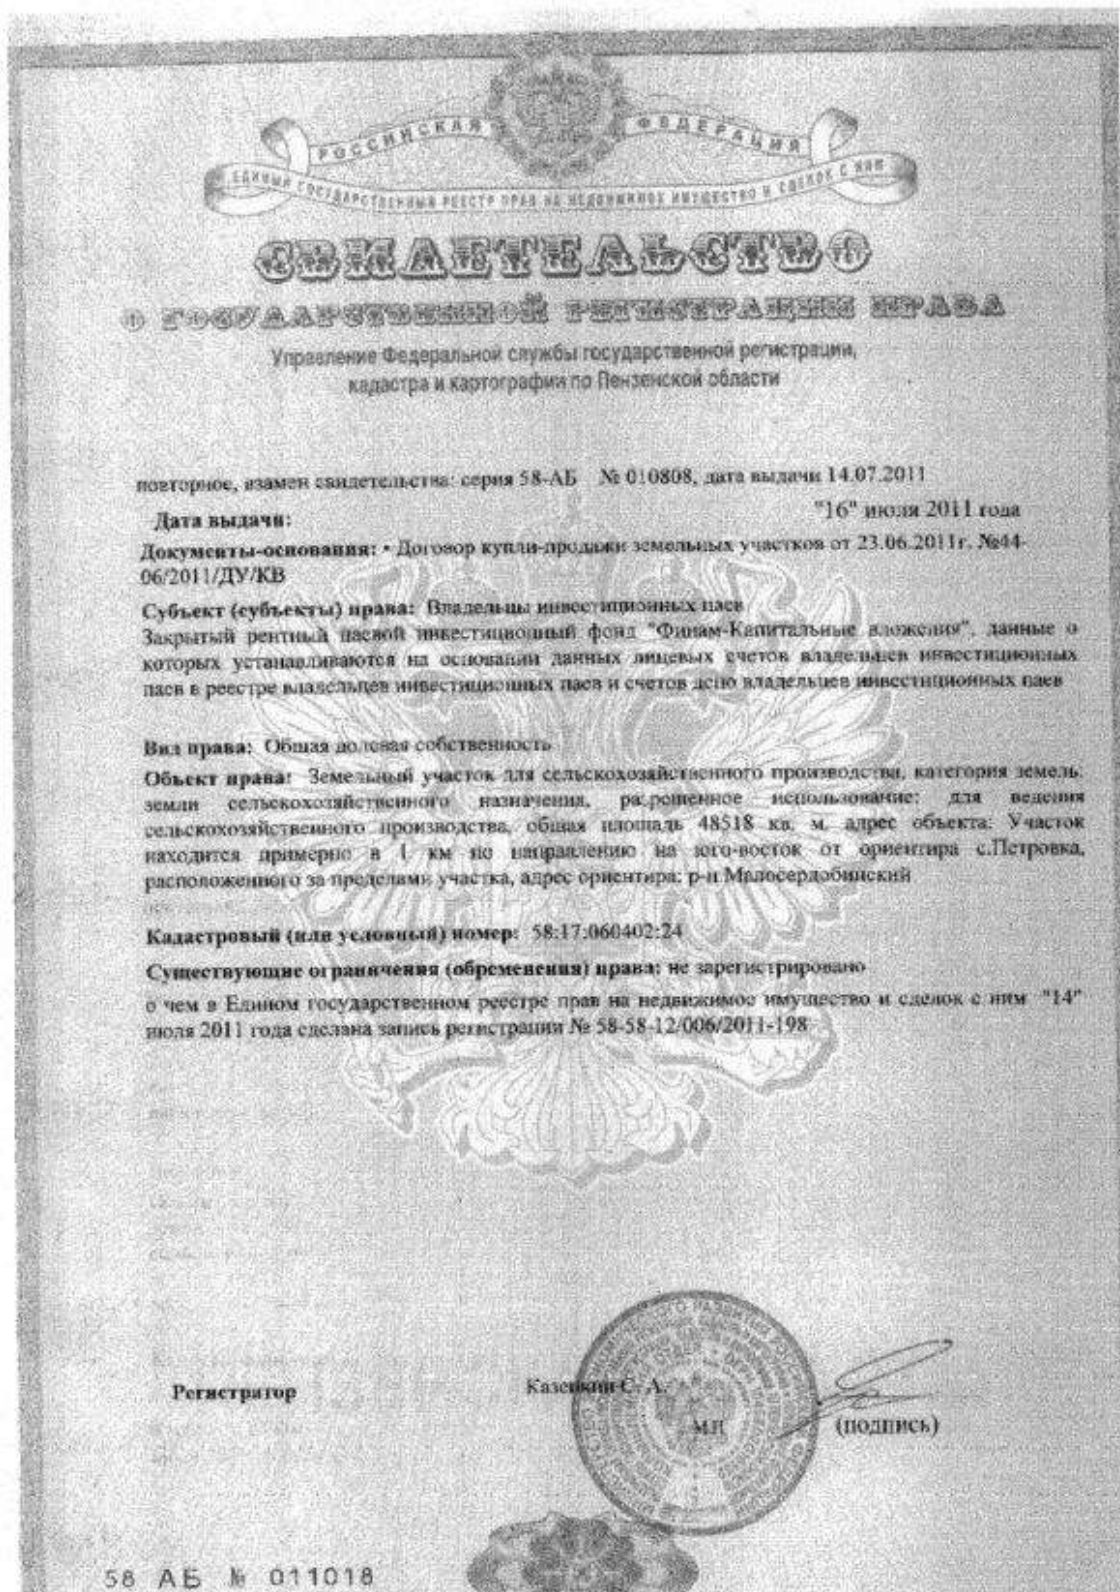 РОССИЙСКАЯ ФЕДЕРАЦИЯ
ЕДИНЫЙ ГОСУДАРСТВЕННЫЙ РЕЕСТР ПРАВ НА НЕДВИЖИМОЕ ИМУЩЕСТВО И СДЕЛОК С НИМ
СВИДЕТЕЛЬСТВО
О ГОСУДАРСТВЕННОЙ РЕГИСТРАЦИИ ПРАВА
Управление Федеральной службы государственной регистрации,
кадастра и картографии по Пензенской области
повторное, взамен свидетельства: серия 58-АБ № 010808, дата выдачи 14.07.2011
Дата выдачи: "16" июля 2011 года
Документы-основания: • Договор купли-продажи земельных участков от 23.06.2011г. №44-
06/2011/ДУ/КВ
Субъект (субъекты) права: Владельцы инвестиционных паев
Закрытый рентный паевой инвестиционный фонд "Финам-Капитальные вложения", данные о
которых устанавливаются на основании данных лицевых счетов владельцев инвестиционных
паев в реестре владельцев инвестиционных паев и счетов депо владельцев инвестиционных паев
Вид права: Общая долевая собственность
Объект права: Земельный участок для сельскохозяйственного производства, категория земель:
земли сельскохозяйственного назначения, разрешенное использование: для ведения
сельскохозяйственного производства, общая площадь 48518 кв. м, адрес объекта: Участок
находится примерно в 1 км по направлению на юго-восток от ориентира с.Петровка,
расположенного за пределами участка, адрес ориентира: р-н Малосердобинский
Кадастровый (или условный) номер: 58:17:060402:24
Существующие ограничения (обременения) права: не зарегистрировано
о чем в Едином государственном реестре прав на недвижимое имущество и сделок с ним "14"
июля 2011 года сделана запись регистрации № 58-58-12/006/2011-198
Регистратор С. А.
М.П. (подпись)
58 АБ № 011018